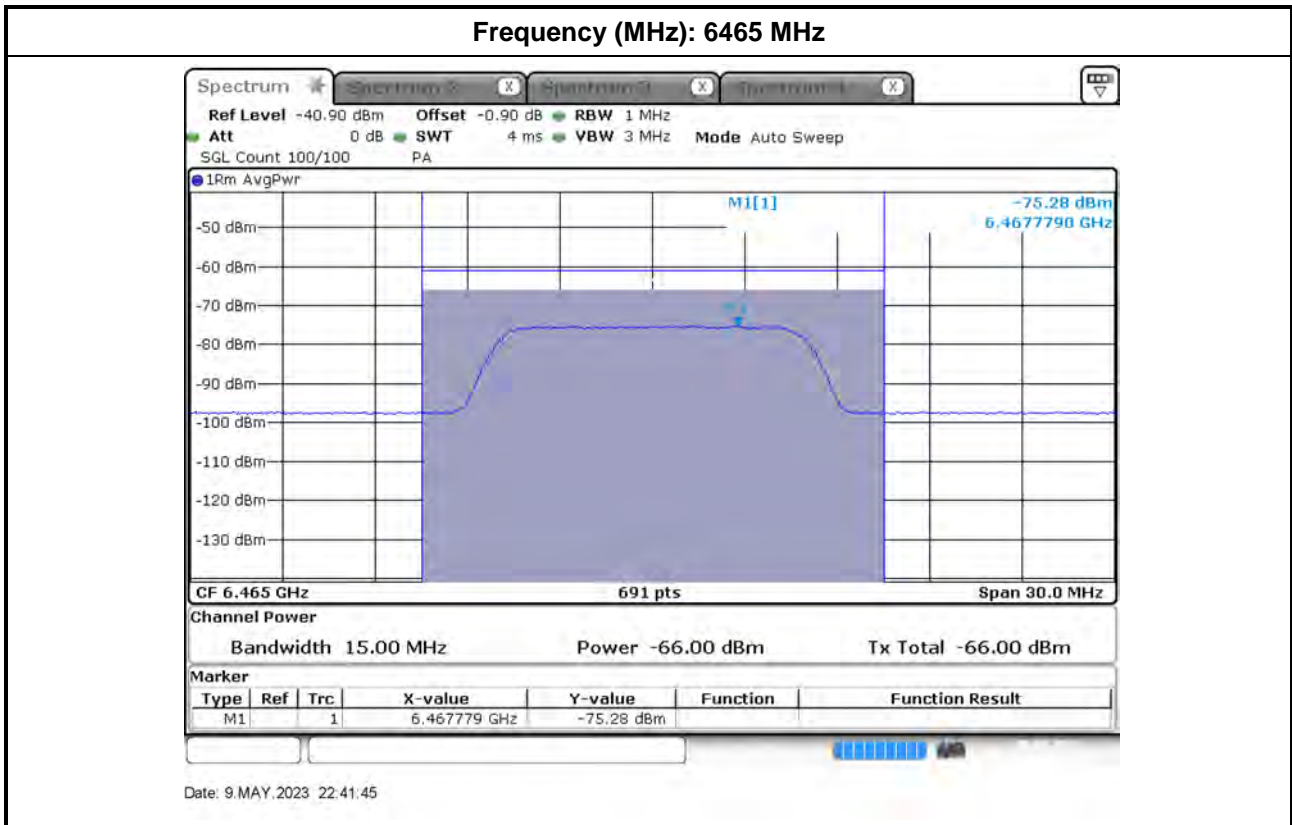 Frequency (MHz): 6465 MHz
Spectrum X X X
Ref Level -40.90 dBm Offset -0.90 dB RBW 1 MHz
Att 0 dB SWT 4 ms VBW 3 MHz Mode Auto Sweep
SGL Count 100/100 PA
1Rm AvgPwr
M1[1] -75.28 dBm
6.4677790 GHz
-50 dBm
-60 dBm
-70 dBm
-80 dBm
-90 dBm
-100 dBm
-110 dBm
-120 dBm
-130 dBm
CF 6.465 GHz 691 pts Span 30.0 MHz
Channel Power
Bandwidth 15.00 MHz Power -66.00 dBm Tx Total -66.00 dBm
Marker
Type Ref Trc X-value Y-value Function Function Result
M1 1 6.467779 GHz -75.28 dBm
Date: 9.MAY.2023 22:41:45